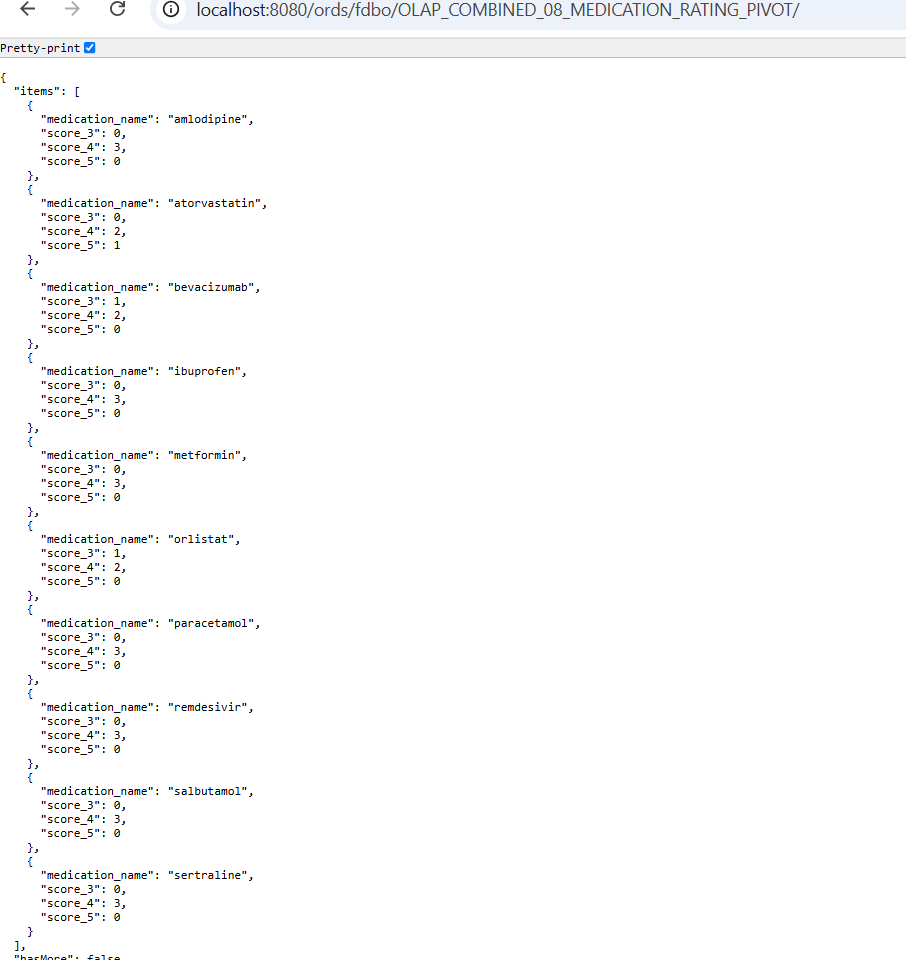 localhost:8080/ords/fdbo/OLAP_COMBINED_08_MEDICATION_RATING_PIVOT/
Pretty-print
{
  "items": [
    {
      "medication_name": "amlodipine",
      "score_3": 0,
      "score_4": 3,
      "score_5": 0
    },
    {
      "medication_name": "atorvastatin",
      "score_3": 0,
      "score_4": 2,
      "score_5": 1
    },
    {
      "medication_name": "bevacizumab",
      "score_3": 1,
      "score_4": 2,
      "score_5": 0
    },
    {
      "medication_name": "ibuprofen",
      "score_3": 0,
      "score_4": 3,
      "score_5": 0
    },
    {
      "medication_name": "metformin",
      "score_3": 0,
      "score_4": 3,
      "score_5": 0
    },
    {
      "medication_name": "orlistat",
      "score_3": 1,
      "score_4": 2,
      "score_5": 0
    },
    {
      "medication_name": "paracetamol",
      "score_3": 0,
      "score_4": 3,
      "score_5": 0
    },
    {
      "medication_name": "remdesivir",
      "score_3": 0,
      "score_4": 3,
      "score_5": 0
    },
    {
      "medication_name": "salbutamol",
      "score_3": 0,
      "score_4": 3,
      "score_5": 0
    },
    {
      "medication_name": "sertraline",
      "score_3": 0,
      "score_4": 3,
      "score_5": 0
    }
  ],
  "hasMore": false